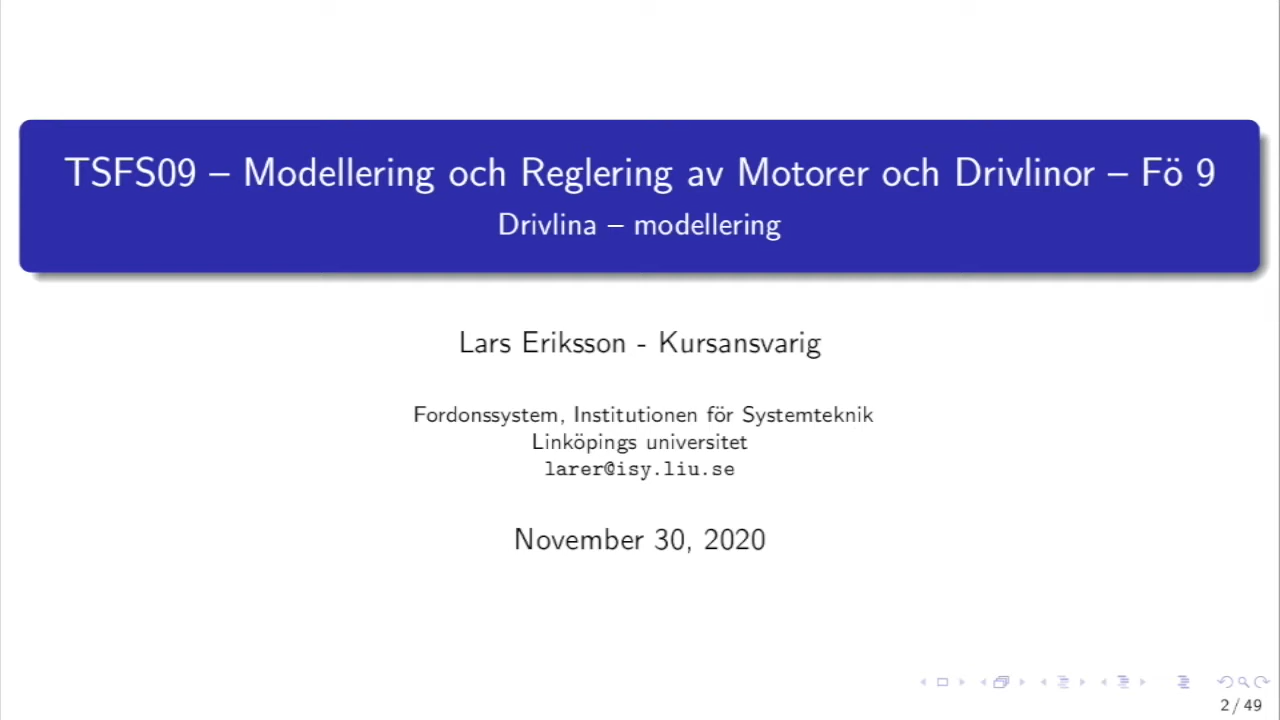 TSFS09 – Modellering och Reglering av Motorer och Drivlinor – Fö 9
Drivlina – modellering
Lars Eriksson - Kursansvarig
Fordonssystem, Institutionen för Systemteknik
Linköpings universitet
larer@isy.liu.se
November 30, 2020
2 / 49